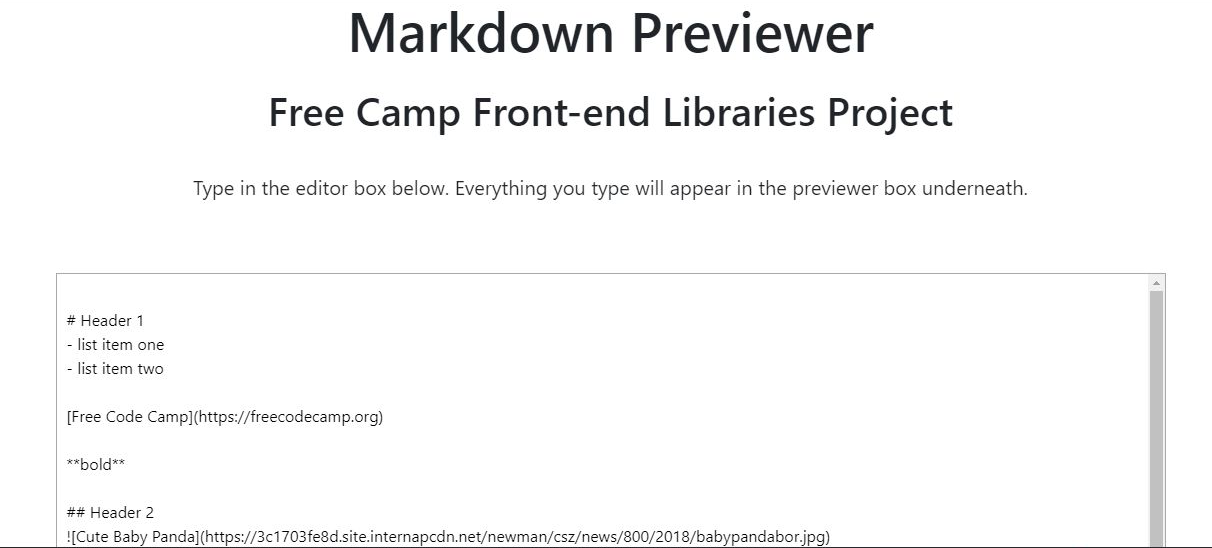 Markdown Previewer
Free Camp Front-end Libraries Project
Type in the editor box below. Everything you type will appear in the previewer box underneath.
# Header 1
- list item one
- list item two
[Free Code Camp](https://freecodecamp.org)
**bold**
## Header 2
![Cute Baby Panda](https://3c1703fe8d.site.internapcdn.net/newman/csz/news/800/2018/babypandabor.jpg)